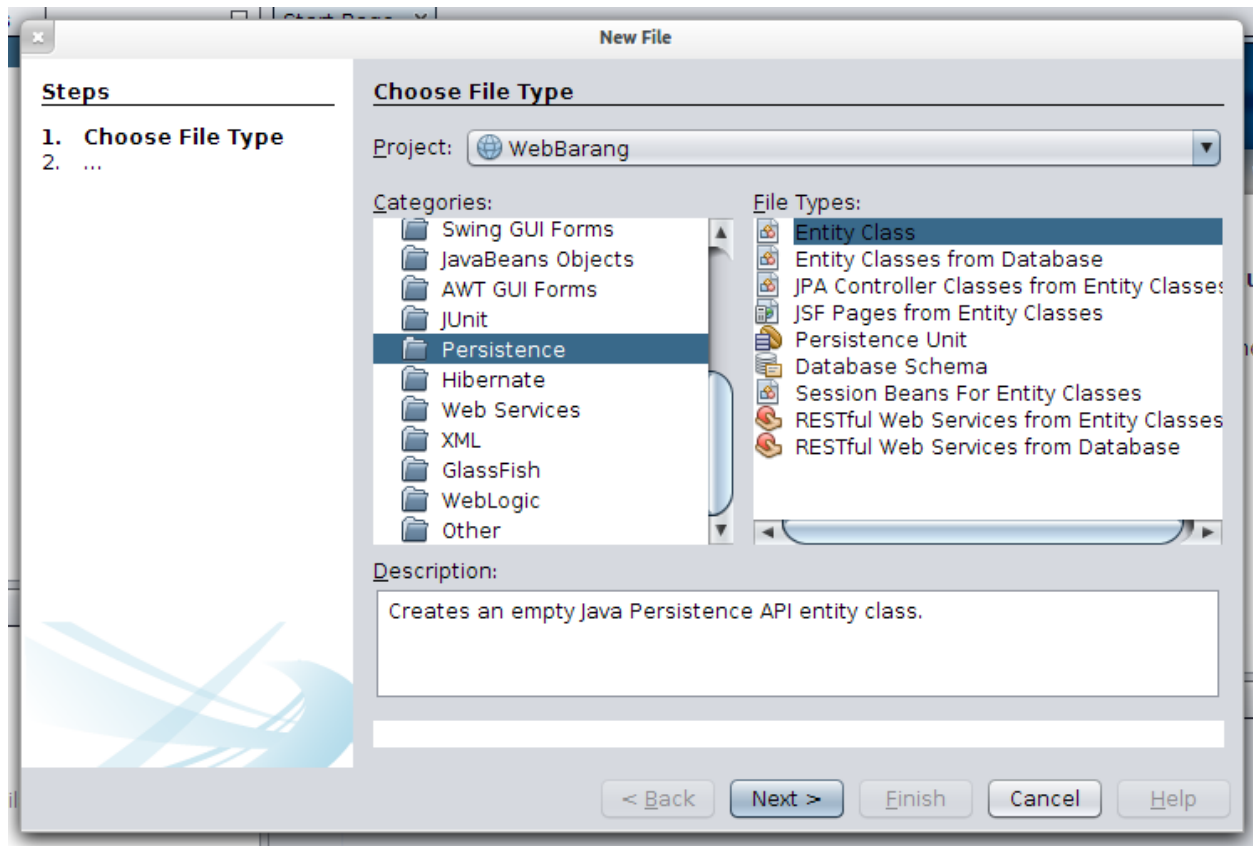 Start Page
New File
Steps
1. Choose File Type
2. ...
Choose File Type
Project: WebBarang
Categories:
Swing GUI Forms
JavaBeans Objects
AWT GUI Forms
JUnit
Persistence
Hibernate
Web Services
XML
GlassFish
WebLogic
Other
File Types:
Entity Class
Entity Classes from Database
JPA Controller Classes from Entity Classes
JSF Pages from Entity Classes
Persistence Unit
Database Schema
Session Beans For Entity Classes
RESTful Web Services from Entity Classes
RESTful Web Services from Database
Description:
Creates an empty Java Persistence API entity class.
< Back
Next >
Finish
Cancel
Help